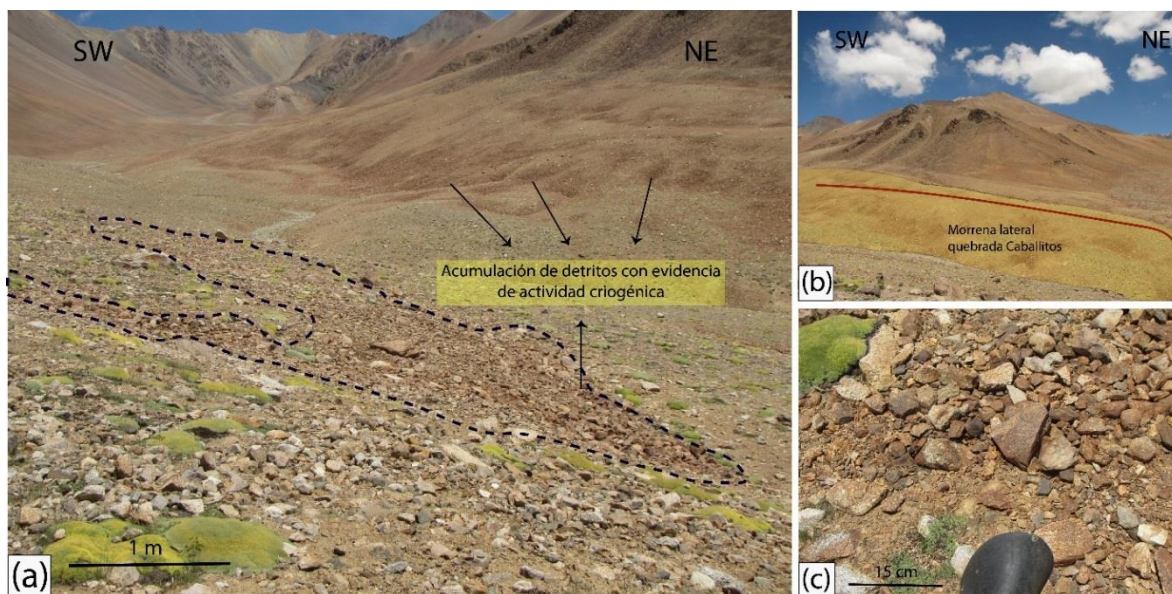 SW
NE
Acumulación de detritos con evidencia
de actividad criogénica
1 m
(a)
SW
NE
Morrena lateral
quebrada Caballitos
(b)
15 cm
(c)